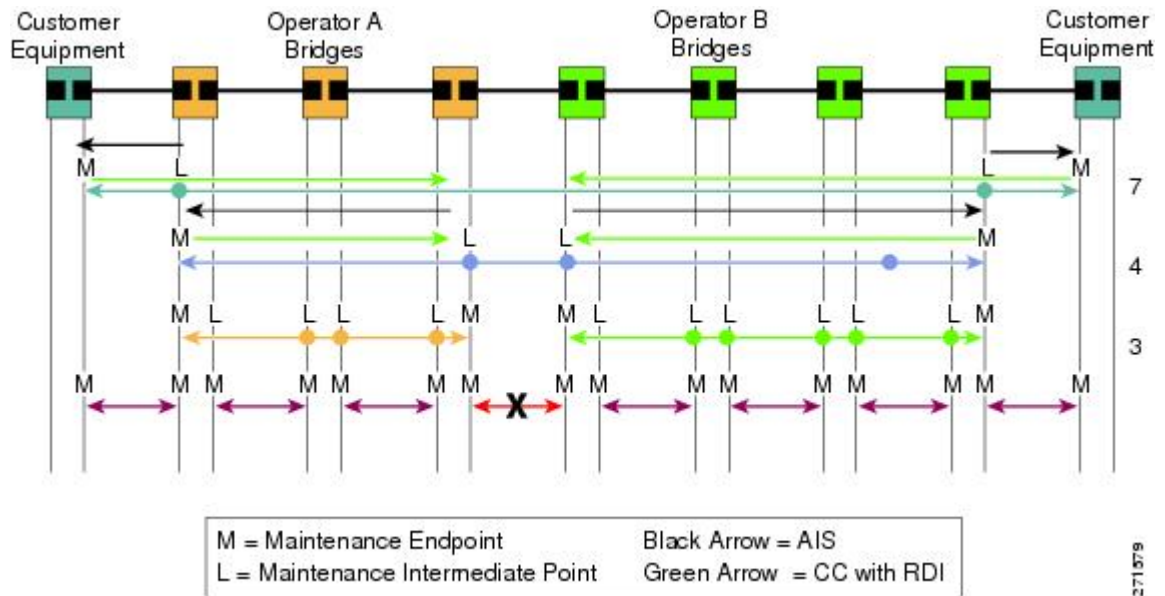 Customer
Equipment
Operator A
Bridges
Operator B
Bridges
Customer
Equipment
M L L M
7
M L L M
4
M L L L L M M L L L L L M
3
M M M M M M M M M M M M M M M M
X
M = Maintenance Endpoint
L = Maintenance Intermediate Point
Black Arrow = AIS
Green Arrow = CC with RDI
271579